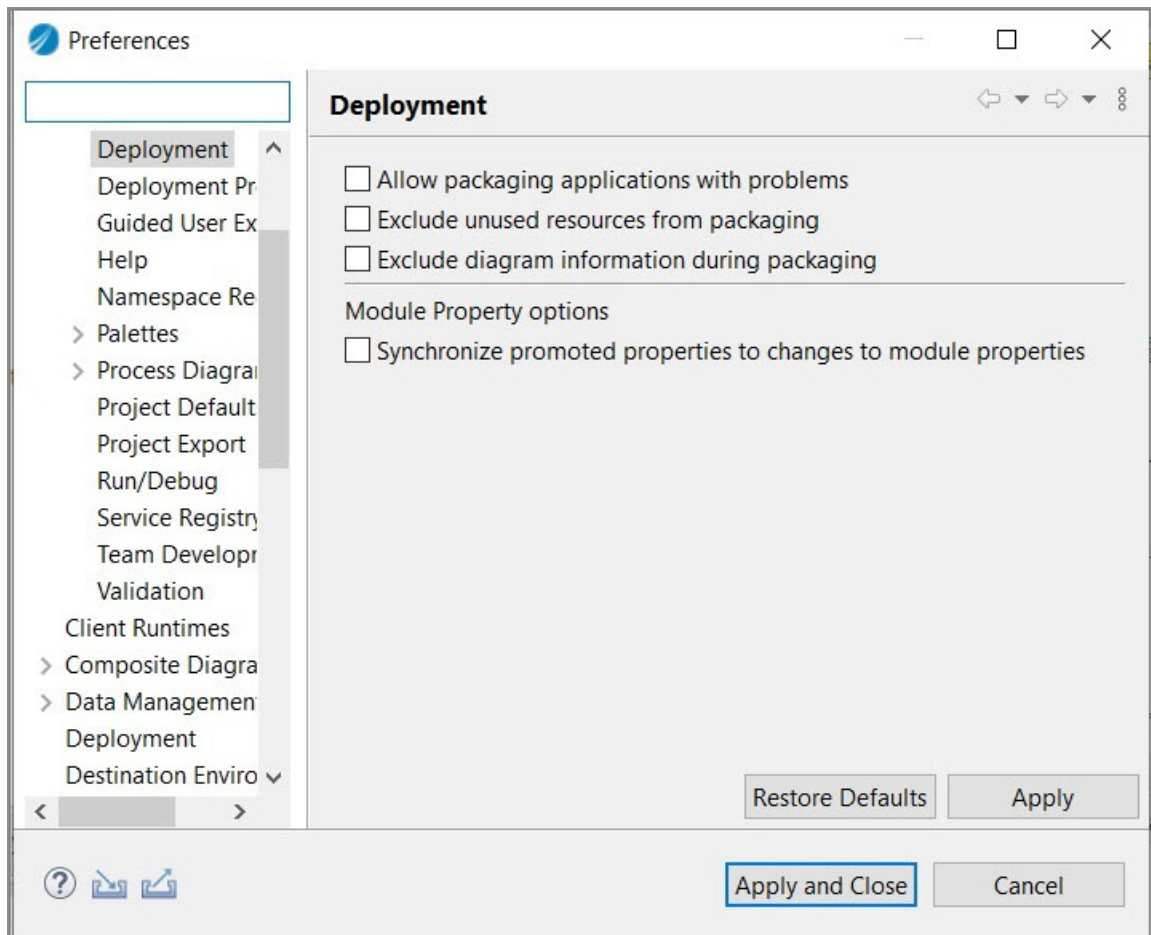 Preferences
Deployment
Deployment Pr
Guided User Ex
Help
Namespace Re
Palettes
Process Diagra
Project Default
Project Export
Run/Debug
Service Registry
Team Develop
Validation
Client Runtimes
Composite Diagra
Data Managemen
Deployment
Destination Enviro
Deployment
Allow packaging applications with problems
Exclude unused resources from packaging
Exclude diagram information during packaging
Module Property options
Synchronize promoted properties to changes to module properties
Restore Defaults
Apply
Apply and Close
Cancel